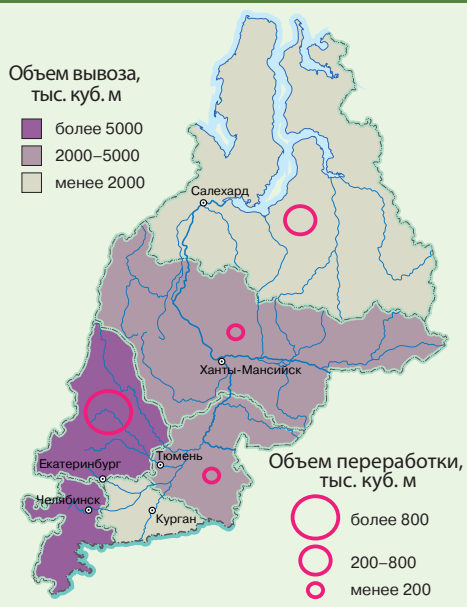 Объем вывоза,
тыс. куб. м
более 5000
2000–5000
менее 2000
Салехард
Ханты-Мансийск
Тюмень
Екатеринбург
Челябинск
Курган
Объем переработки,
тыс. куб. м
более 800
200–800
менее 200